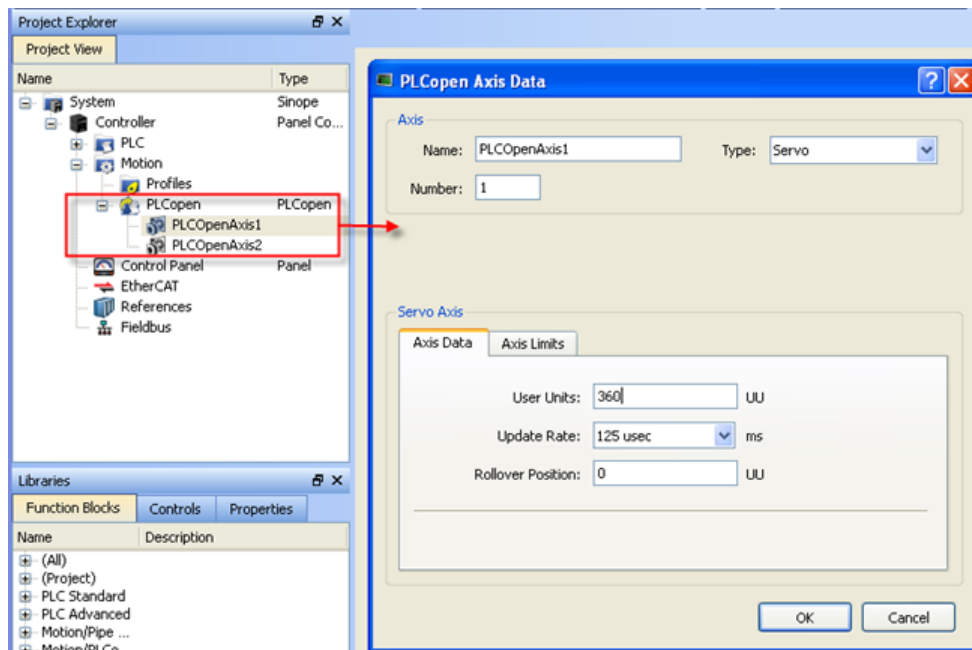 Project Explorer
Project View
Name Type
System Sinope
Controller Panel Co...
PLC
Motion
Profiles
PLCopen PLCopen
PLCOpenAxis1
PLCOpenAxis2
Control Panel Panel
EtherCAT
References
Fieldbus
Libraries
Function Blocks Controls Properties
Name Description
(All)
(Project)
PLC Standard
PLC Advanced
Motion/Pipe ...
Motion/PLCo...
PLCopen Axis Data
Axis
Name: PLCOpenAxis1 Type: Servo
Number: 1
Servo Axis
Axis Data Axis Limits
User Units: 360 UU
Update Rate: 125 usec ms
Rollover Position: 0 UU
OK Cancel